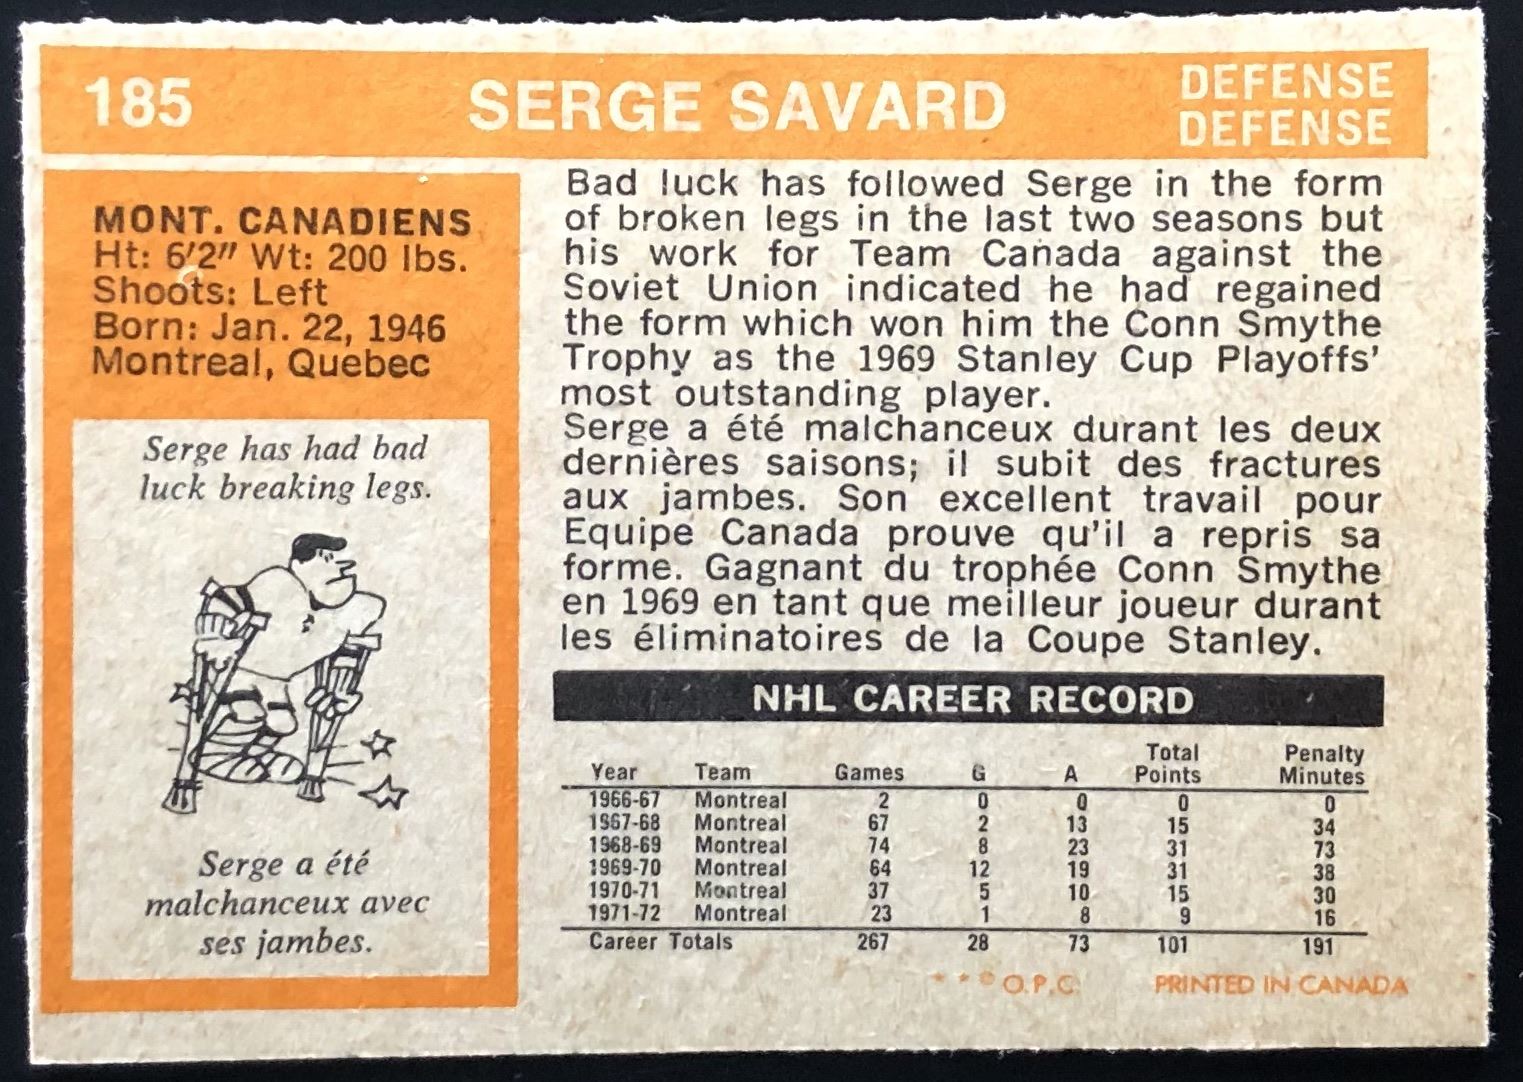 185 SERGE SAVARD DEFENSE
DEFENSE
MONT. CANADIENS
Ht: 6'2" Wt: 200 lbs.
Shoots: Left
Born: Jan. 22, 1946
Montreal, Quebec
Serge has had bad
luck breaking legs.
Serge a été
malchanceux avec
ses jambes.
Bad luck has followed Serge in the form
of broken legs in the last two seasons but
his work for Team Canada against the
Soviet Union indicated he had regained
the form which won him the Conn Smythe
Trophy as the 1969 Stanley Cup Playoffs'
most outstanding player.
Serge a été malchanceux durant les deux
dernières saisons; il subit des fractures
aux jambes. Son excellent travail pour
Equipe Canada prouve qu'il a repris sa
forme. Gagnant du trophée Conn Smythe
en 1969 en tant que meilleur joueur durant
les éliminatoires de la Coupe Stanley.
NHL CAREER RECORD
Year Team Games G A Total Points Penalty Minutes
1966-67 Montreal 2 0 0 0 0
1967-68 Montreal 67 2 13 15 34
1968-69 Montreal 74 8 23 31 73
1969-70 Montreal 64 12 19 31 38
1970-71 Montreal 37 5 10 15 30
1971-72 Montreal 23 1 8 9 16
Career Totals 267 28 73 101 191
* * © O.P.C. PRINTED IN CANADA